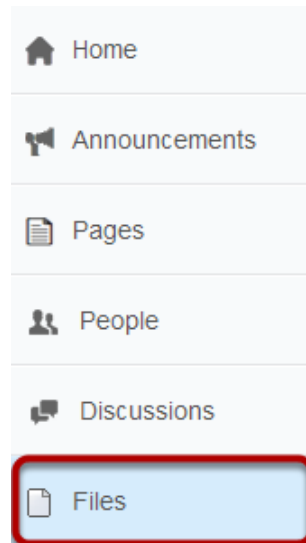 Home
Announcements
Pages
People
Discussions
Files